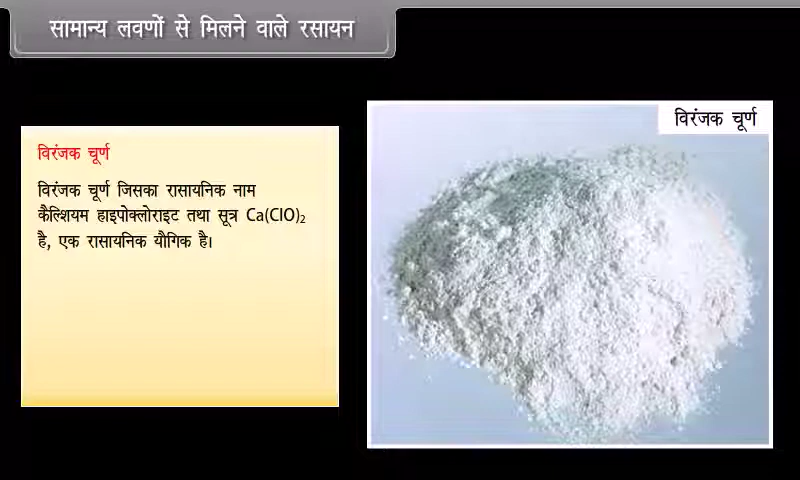 सामान्य लवणों से मिलने वाले रसायन
विरंजक चूर्ण
विरंजक चूर्ण
विरंजक चूर्ण जिसका रासायनिक नाम
कैल्शियम हाइपोक्लोराइट तथा सूत्र Ca(ClO)₂
है, एक रासायनिक यौगिक है।